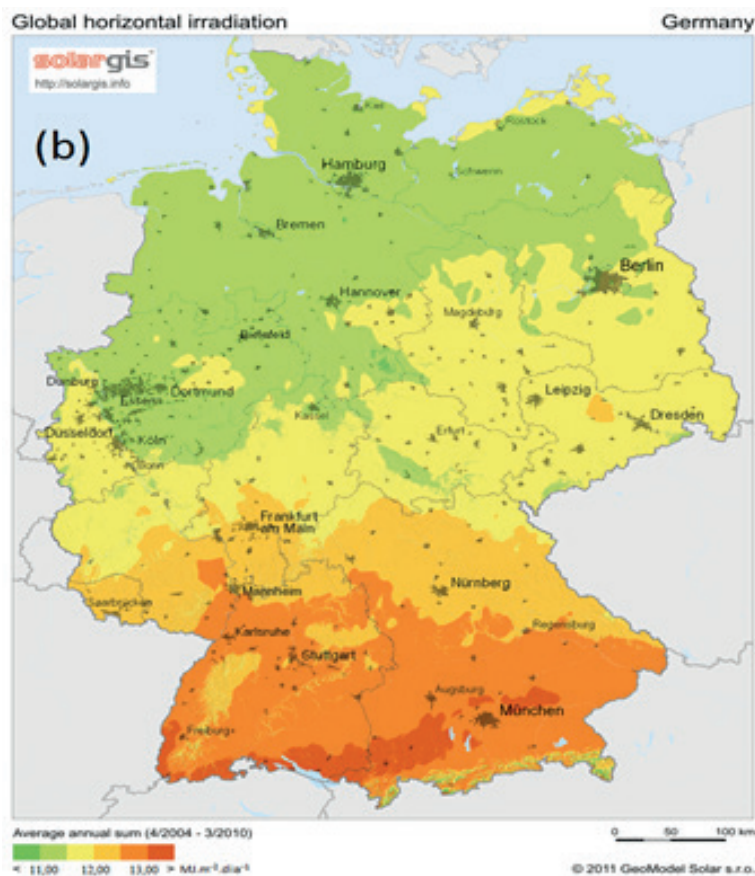 Global horizontal irradiation Germany
solargis
http://solargis.info
(b)
Kiel
Rostock
Hamburg
Schwerin
Bremen
Berlin
Hannover
Magdeburg
Bielefeld
Duisburg
Dortmund
Essen
Leipzig
Düsseldorf
Kassel
Dresden
Köln
Erfurt
Bonn
Frankfurt
am Main
Nürnberg
Mannheim
Saarbrücken
Karlsruhe
Regensburg
Stuttgart
Augsburg
München
Freiburg
Average annual sum (4/2004 - 3/2010)
0 50 100 km
< 11,00 12,00 13,00 > MJ.m⁻².dia⁻¹
© 2011 GeoModel Solar s.r.o.